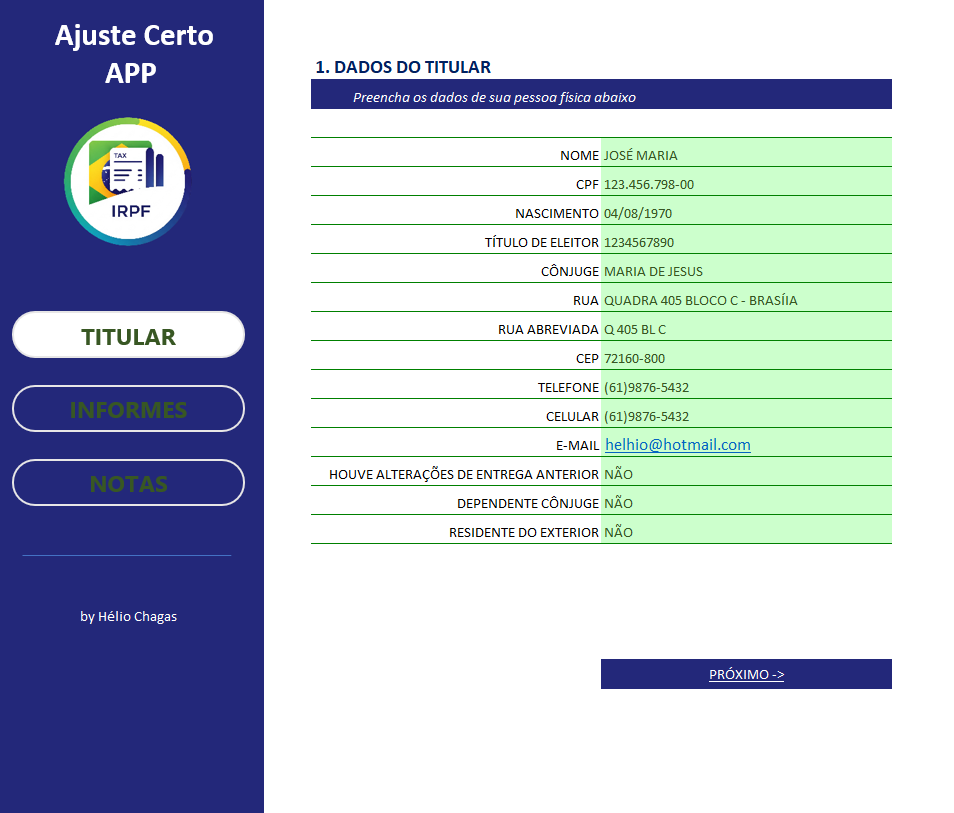 Ajuste Certo
APP
TAX
IRPF
TITULAR
INFORMES
NOTAS
by Hélio Chagas
1. DADOS DO TITULAR
Preencha os dados de sua pessoa física abaixo
NOME JOSÉ MARIA
CPF 123.456.798-00
NASCIMENTO 04/08/1970
TÍTULO DE ELEITOR 1234567890
CÔNJUGE MARIA DE JESUS
RUA QUADRA 405 BLOCO C - BRASÍIA
RUA ABREVIADA Q 405 BL C
CEP 72160-800
TELEFONE (61)9876-5432
CELULAR (61)9876-5432
E-MAIL helhio@hotmail.com
HOUVE ALTERAÇÕES DE ENTREGA ANTERIOR NÃO
DEPENDENTE CÔNJUGE NÃO
RESIDENTE DO EXTERIOR NÃO
PRÓXIMO ->